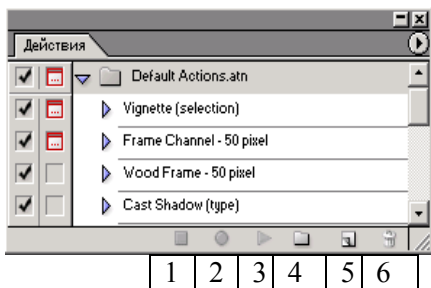 Действия
Default Actions.atn
Vignette (selection)
Frame Channel - 50 pixel
Wood Frame - 50 pixel
Cast Shadow (type)
1 2 3 4 5 6